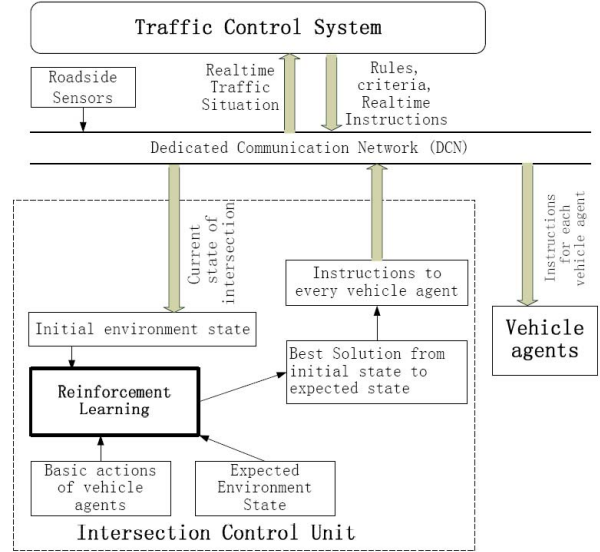 Traffic Control System
Roadside
Sensors
Realtime
Traffic
Situation
Rules,
criteria,
Realtime
Instructions
Dedicated Communication Network (DCN)
Current
state of
intersection
Instructions
for each
vehicle agent
Instructions to
every vehicle agent
Initial environment state
Vehicle
agents
Best Solution from
initial state to
expected state
Reinforcement
Learning
Basic actions
of vehicle
agents
Expected
Environment
State
Intersection Control Unit